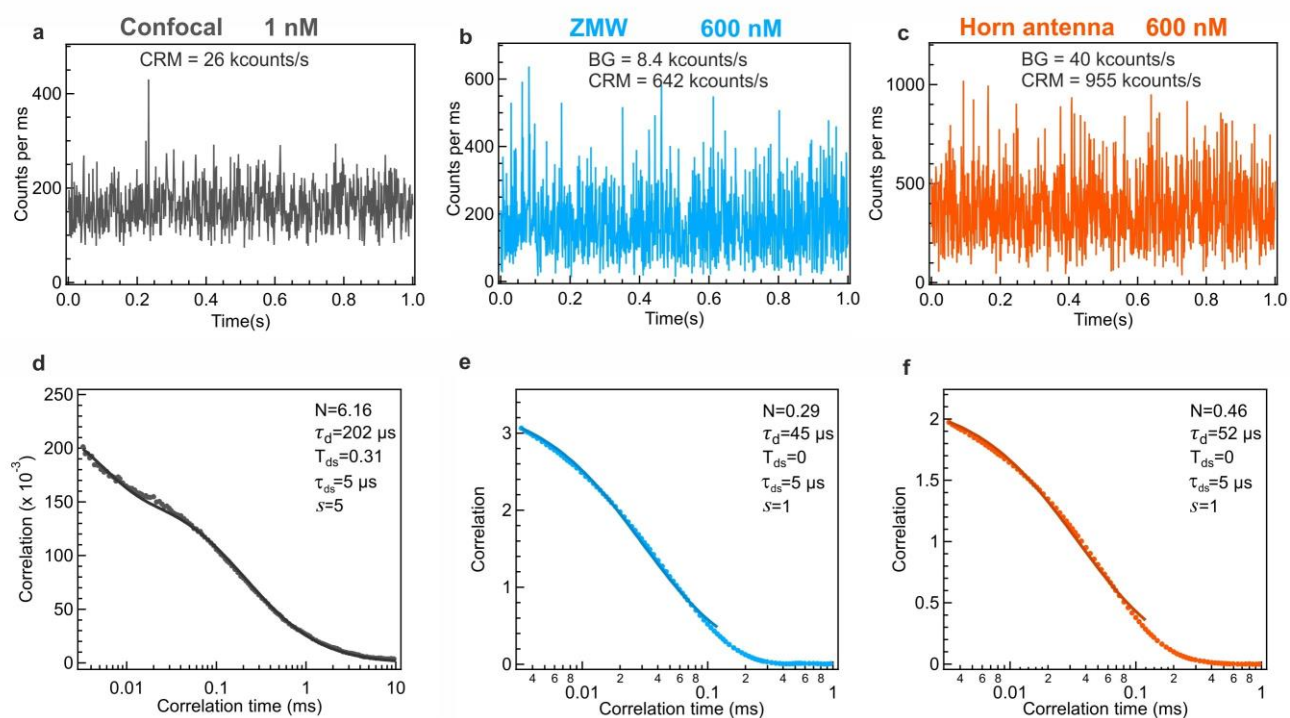 a
Confocal 1 nM
CRM = 26 kcounts/s
Counts per ms
400
200
0
0.0 0.2 0.4 0.6 0.8 1.0
Time(s)
b
ZMW 600 nM
BG = 8.4 kcounts/s
CRM = 642 kcounts/s
Counts per ms
600
400
200
0
0.0 0.2 0.4 0.6 0.8 1.0
Time(s)
c
Horn antenna 600 nM
BG = 40 kcounts/s
CRM = 955 kcounts/s
Counts per ms
1000
500
0
0.0 0.2 0.4 0.6 0.8 1.0
Time(s)
d
Correlation (x 10⁻³)
250
200
150
100
50
0
N=6.16
τd=202 µs
Tds=0.31
τds=5 µs
s=5
0.01 0.1 1 10
Correlation time (ms)
e
Correlation
3
2
1
0
N=0.29
τd=45 µs
Tds=0
τds=5 µs
s=1
4 6 8 0.01 2 4 6 8 0.1 2 4 6 8 1
Correlation time (ms)
f
Correlation
2
1.5
1
0.5
0
N=0.46
τd=52 µs
Tds=0
τds=5 µs
s=1
4 6 8 0.01 2 4 6 8 0.1 2 4 6 8 1
Correlation time (ms)